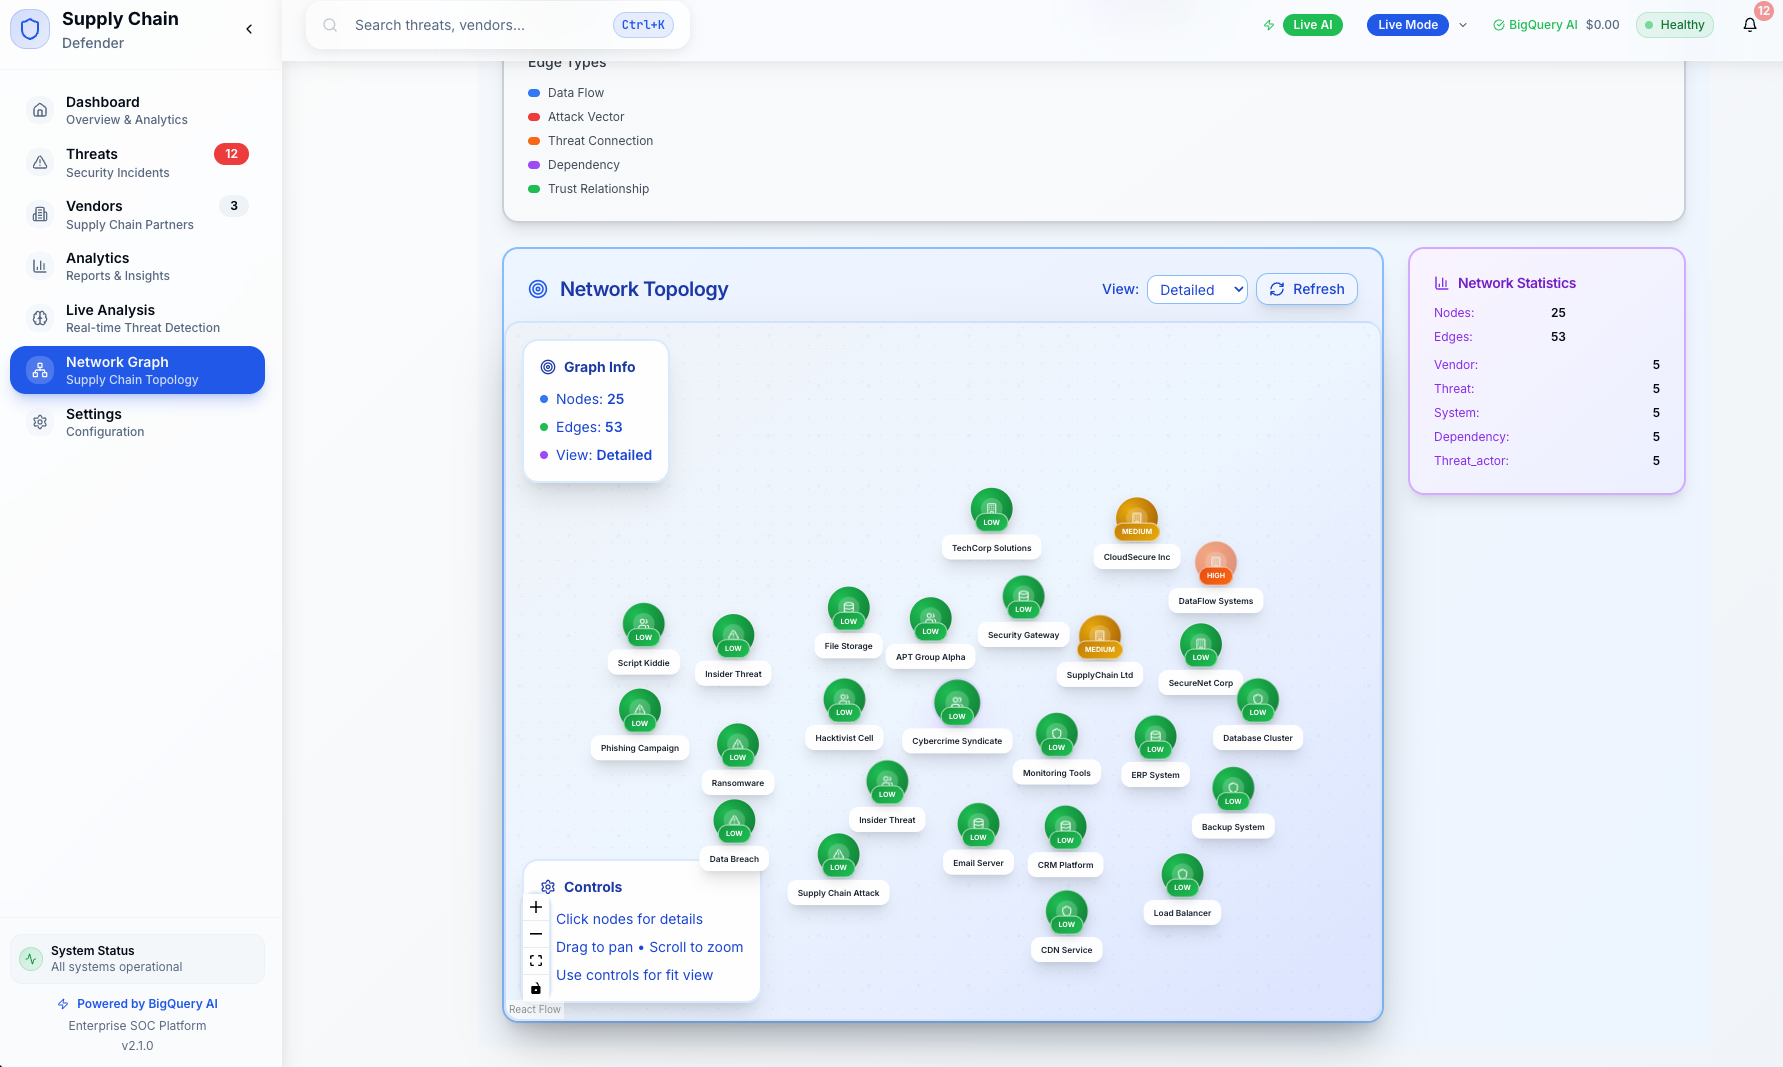 Supply Chain
Defender
Search threats, vendors...
Ctrl+K
Live AI
Live Mode
BigQuery AI
$0.00
Healthy
12
Dashboard
Overview & Analytics
Threats
12
Security Incidents
Vendors
3
Supply Chain Partners
Analytics
Reports & Insights
Live Analysis
Real-time Threat Detection
Network Graph
Supply Chain Topology
Settings
Configuration
System Status
All systems operational
Powered by BigQuery AI
Enterprise SOC Platform
v2.1.0
Edge Types
Data Flow
Attack Vector
Threat Connection
Dependency
Trust Relationship
Network Topology
View:
Detailed
Refresh
Graph Info
Nodes: 25
Edges: 53
View: Detailed
LOW
TechCorp Solutions
MEDIUM
CloudSecure Inc
HIGH
DataFlow Systems
LOW
Script Kiddie
LOW
Insider Threat
LOW
File Storage
LOW
APT Group Alpha
LOW
Security Gateway
MEDIUM
SupplyChain Ltd
LOW
SecureNet Corp
LOW
Phishing Campaign
LOW
Ransomware
LOW
Hacktivist Cell
LOW
Cybercrime Syndicate
LOW
Monitoring Tools
LOW
ERP System
LOW
Database Cluster
LOW
Data Breach
LOW
Insider Threat
LOW
Supply Chain Attack
LOW
Email Server
LOW
CRM Platform
LOW
Backup System
LOW
Load Balancer
LOW
CDN Service
Controls
Click nodes for details
Drag to pan • Scroll to zoom
Use controls for fit view
React Flow
Network Statistics
Nodes: 25
Edges: 53
Vendor: 5
Threat: 5
System: 5
Dependency: 5
Threat_actor: 5